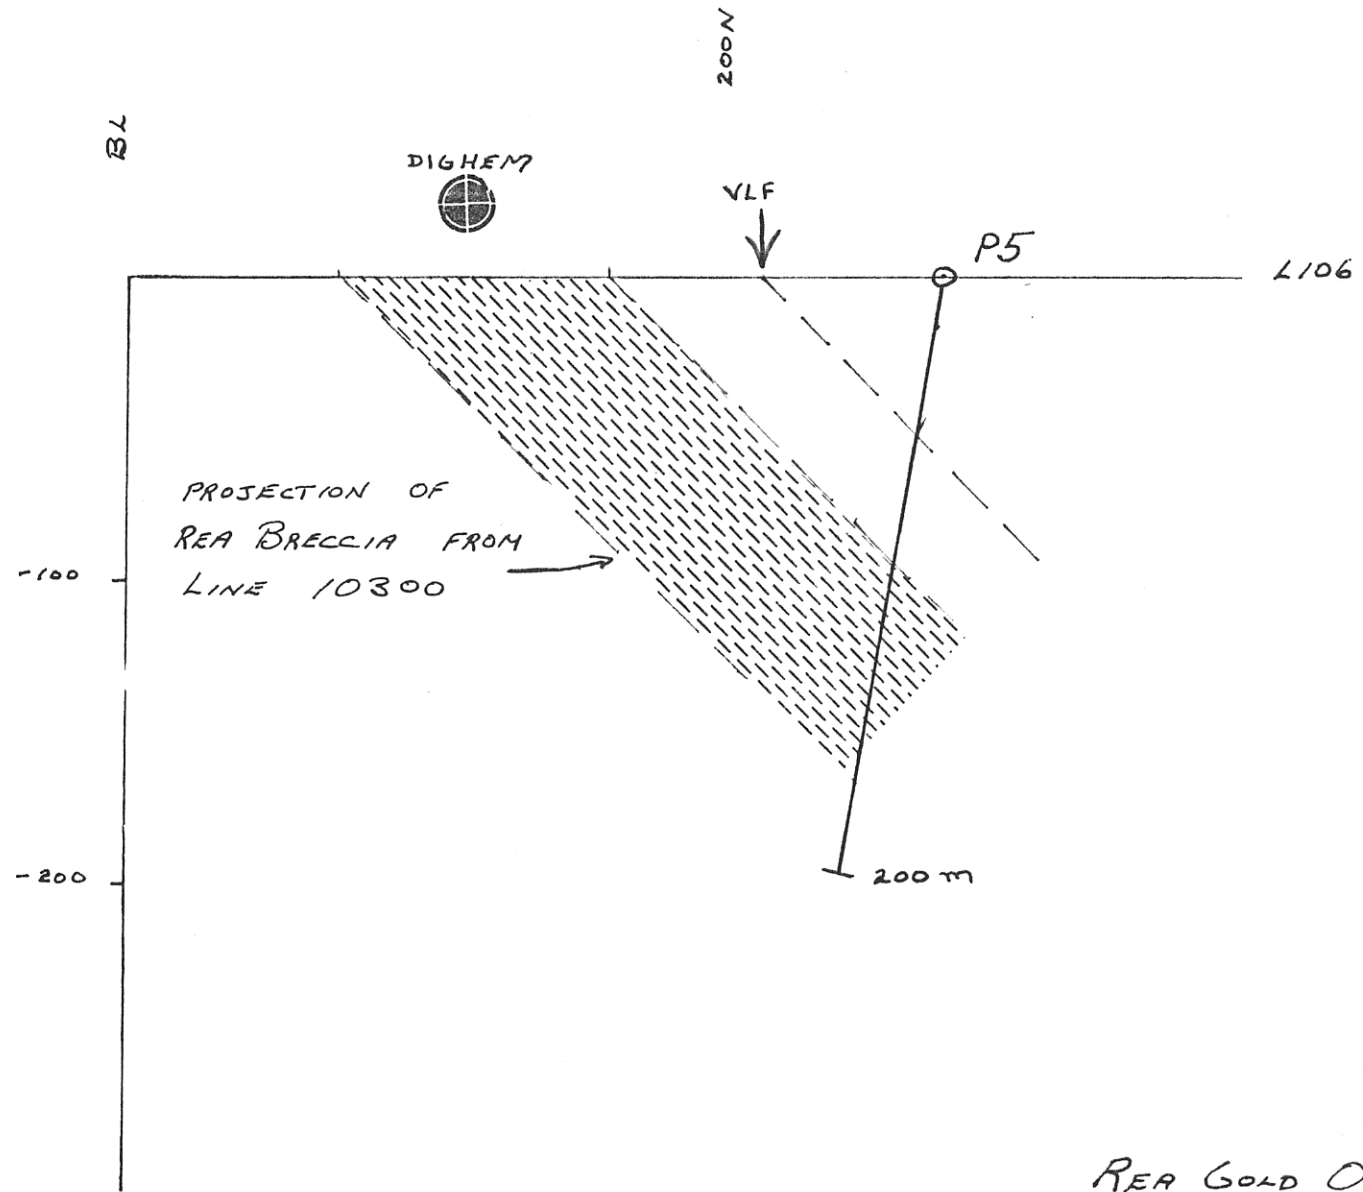 200N
BL
DIGHEM
VLF
P5
L106
PROJECTION OF
REA BRECCIA FROM
LINE 10300
-100
-200
200 m
REA GOLD O